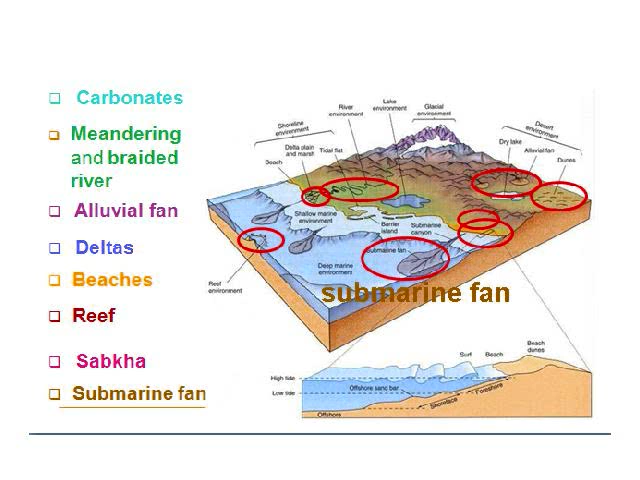 Carbonates
Meandering
and braided
river
Alluvial fan
Deltas
Beaches
Reef
Sabkha
Submarine fan
Lake
environment
Glacial
environment
River
environment
Shoreline
environment
Desert
environment
Delta plain
and marsh
Tidal flat
Dry lake
Alluvial fan
Beach
Dunes
Shallow marine
environment
Barrier
island
Submarine
canyon
Submarine fan
Deep marine
environment
Reef
environment
submarine fan
Beach
dunes
Surf
Beach
High tide
Low tide
Offshore sanc bar
Foreshore
Shoreface
Offshore